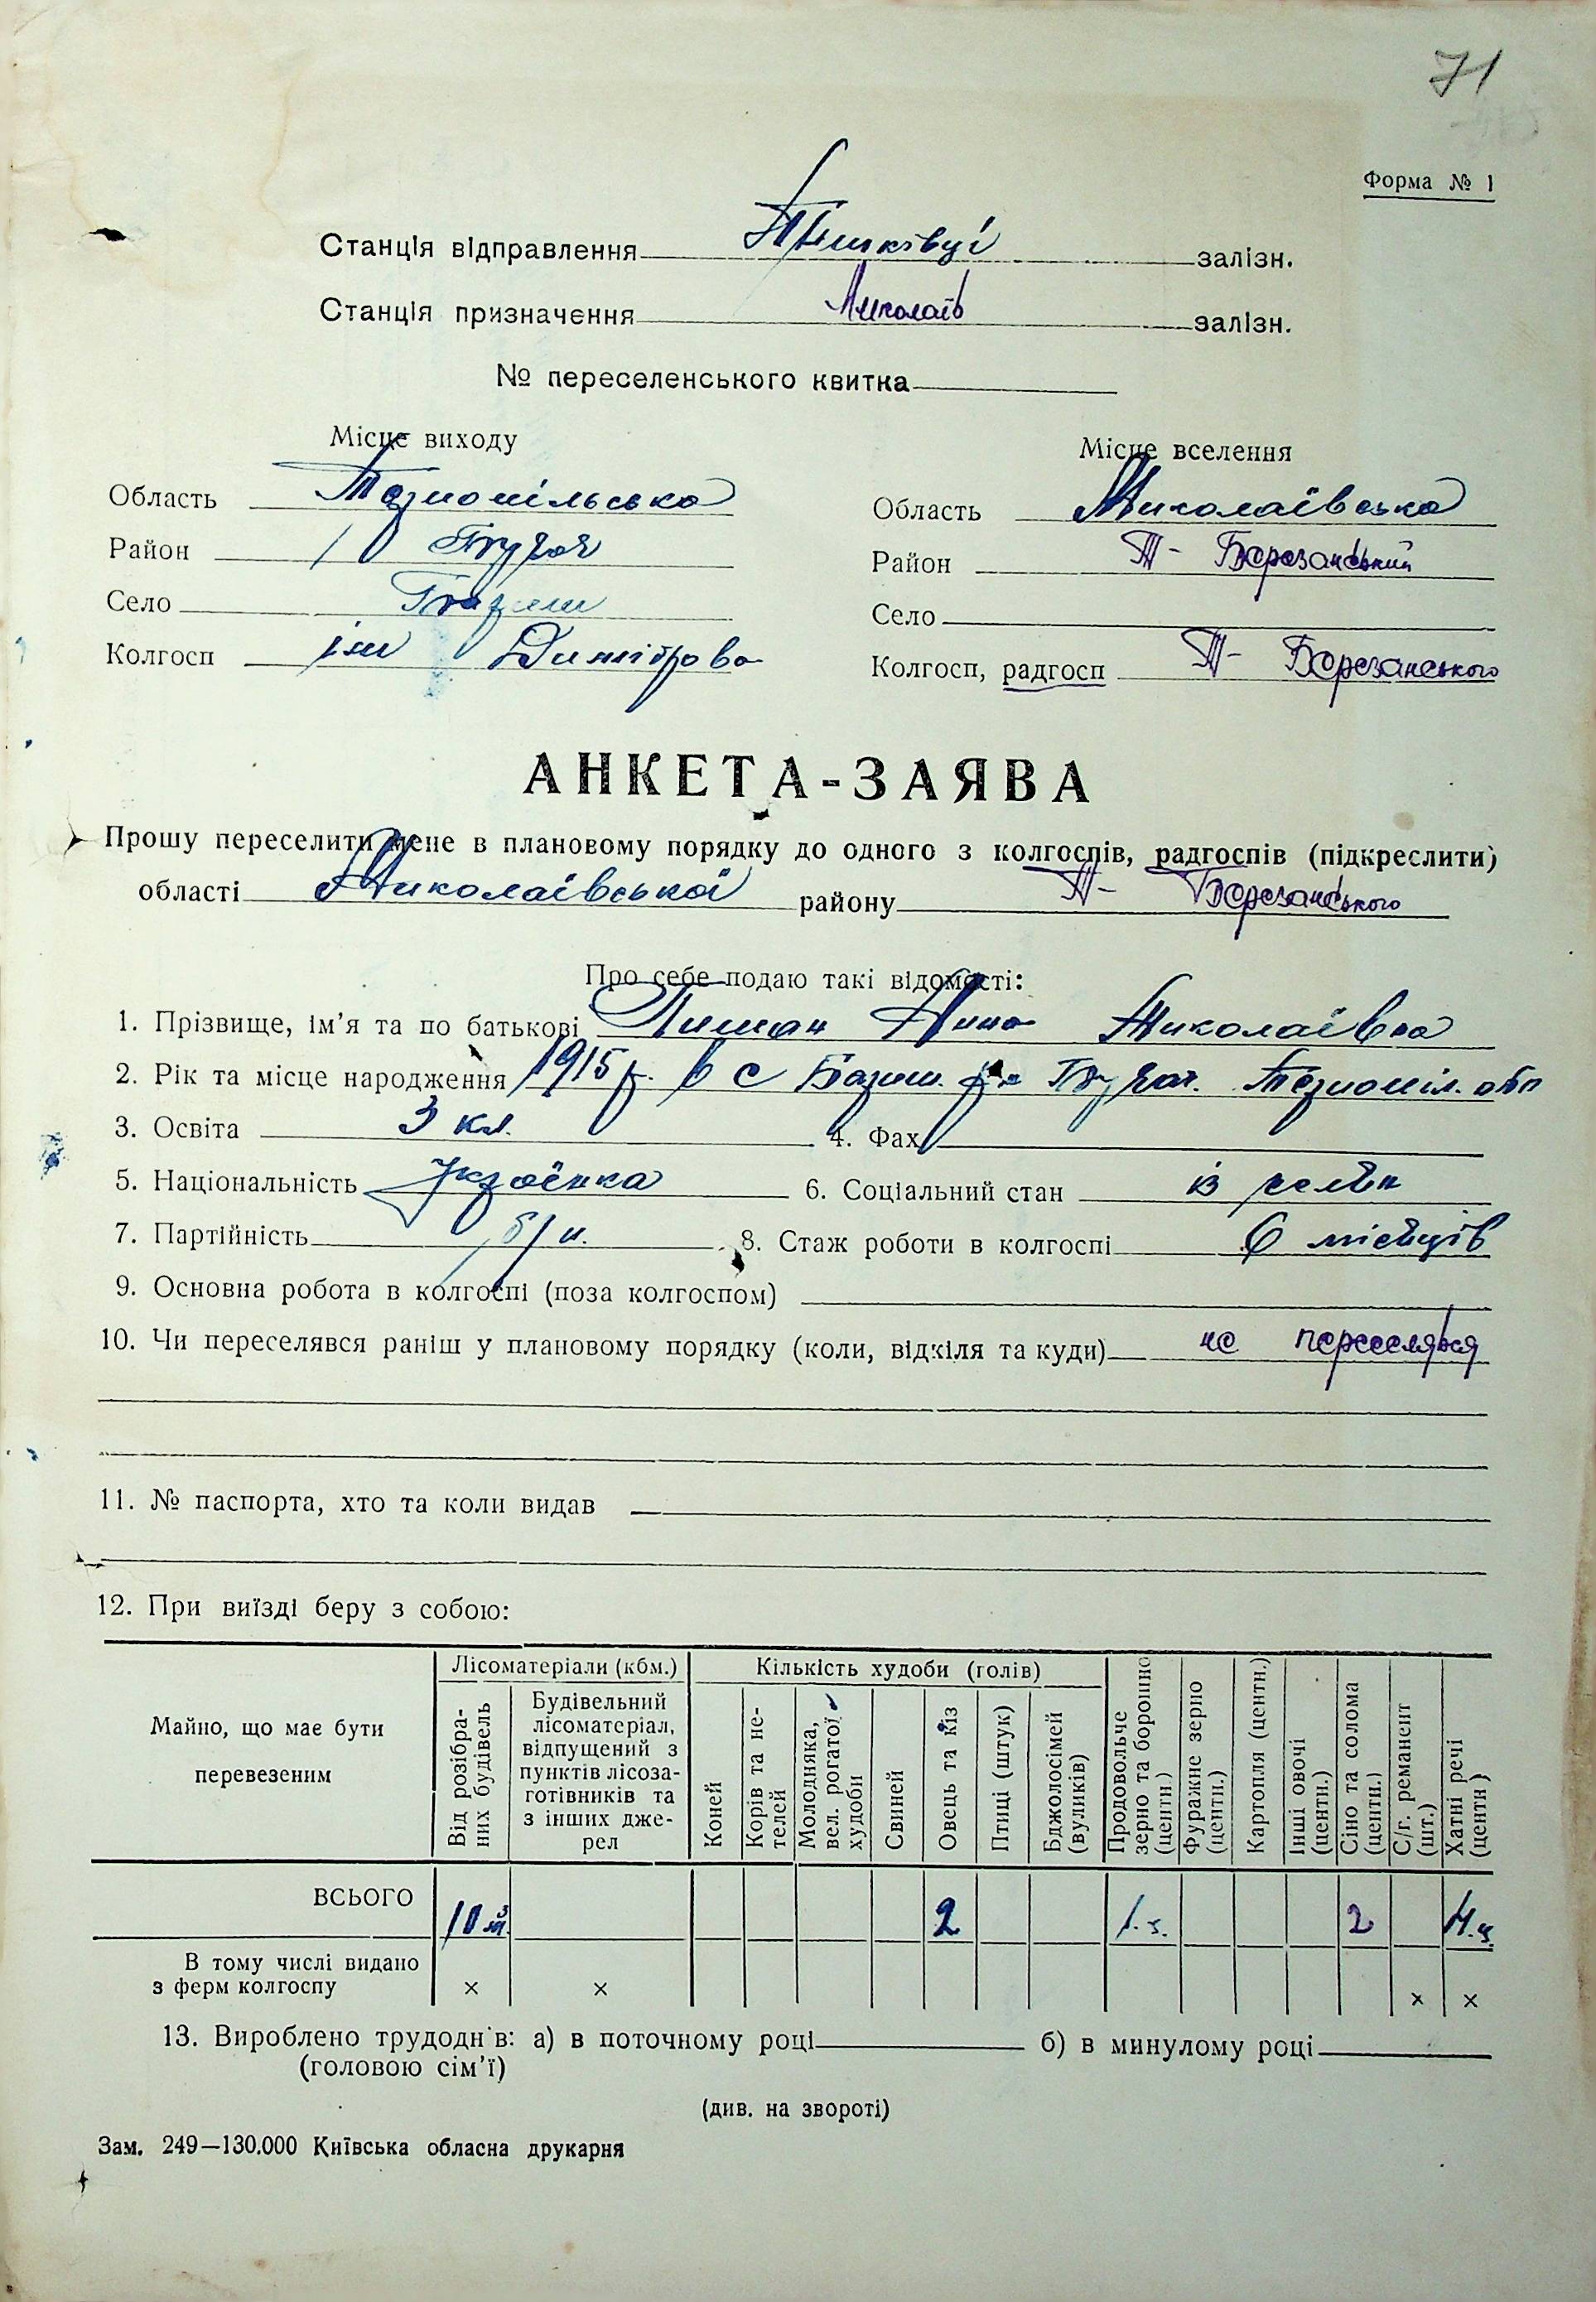 71
Форма № 1
Станція відправлення Пишківці залізн.
Станція призначення Миколаїв залізн.
№ переселенського квитка
Місце виходу
Місце вселення
Область Тернопільська
Область Миколаївська
Район Бучач
Район Т- Березанський
Село
Село
Колгосп ім Димітрова
Колгосп, радгосп Т- Березанського
АНКЕТА-ЗАЯВА
Прошу переселити мене в плановому порядку до одного з колгоспів, радгоспів (підкреслити)
області Миколаївської району Т- Березанського
Про себе подаю такі відомості:
1. Прізвище, ім'я та по батькові Нина Миколаївна
2. Рік та місце народження 1915 р. в с Бариш. р-н Бучач. Тернопіл. обл
3. Освіта 3 кл. 4. Фах
5. Національність Українка 6. Соціальний стан із селян
7. Партійність б/п. 8. Стаж роботи в колгоспі 6 місяців
9. Основна робота в колгоспі (поза колгоспом)
10. Чи переселявся раніш у плановому порядку (коли, відкіля та куди) не переселявся
11. № паспорта, хто та коли видав
12. При виїзді беру з собою:
Майно, що має бути перевезеним
Лісоматеріали (кбм.)
Кількість худоби (голів)
Від розібраних будівель
Будівельний лісоматеріал, відпущений з пунктів лісозаготівників та з інших джерел
Коней
Корів та нетелей
Молодняка, вел. рогатої худоби
Свиней
Овець та кіз
Птиці (штук)
Бджолосімей (вуликів)
Продовольче зерно та борошно (центн.)
Фуражне зерно (центн.)
Картопля (центн.)
Інші овочі (центн.)
Сіно та солома (центн.)
С/г. реманент (шт.)
Хатні речі (центн)
ВСЬОГО 10 м³ 2 1 ц. 2 4 ц.
В тому числі видано з ферм колгоспу × × × ×
13. Вироблено трудоднів: а) в поточному році б) в минулому році
(головою сім'ї)
(див. на звороті)
Зам. 249—130.000 Київська обласна друкарня